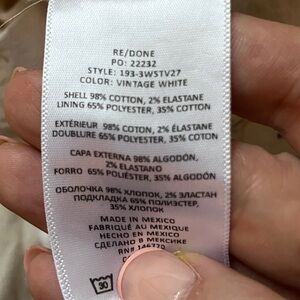 RE/DONE
PO: 22232
STYLE: 193-3WSTV27
COLOR: VINTAGE WHITE
SHELL 98% COTTON, 2% ELASTANE
LINING 65% POLYESTER, 35% COTTON
EXTÉRIEUR 98% COTON, 2% ÉLASTANE
DOUBLURE 65% POLYESTER, 35% COTON
CAPA EXTERNA 98% ALGODÓN,
2% ELASTANO
FORRO 65% POLIÉSTER, 35% ALGODÓN
ОБОЛОЧКА 98% ХЛОПОК, 2% ЭЛАСТАН
ПОДКЛАДКА 65% ПОЛИЭСТЕР,
35% ХЛОПОК
MADE IN MEXICO
FABRIQUÉ AU MEXIQUE
HECHO EN MÉXICO
СДЕЛАНО В МЕКСИКЕ
RN# 146770
30